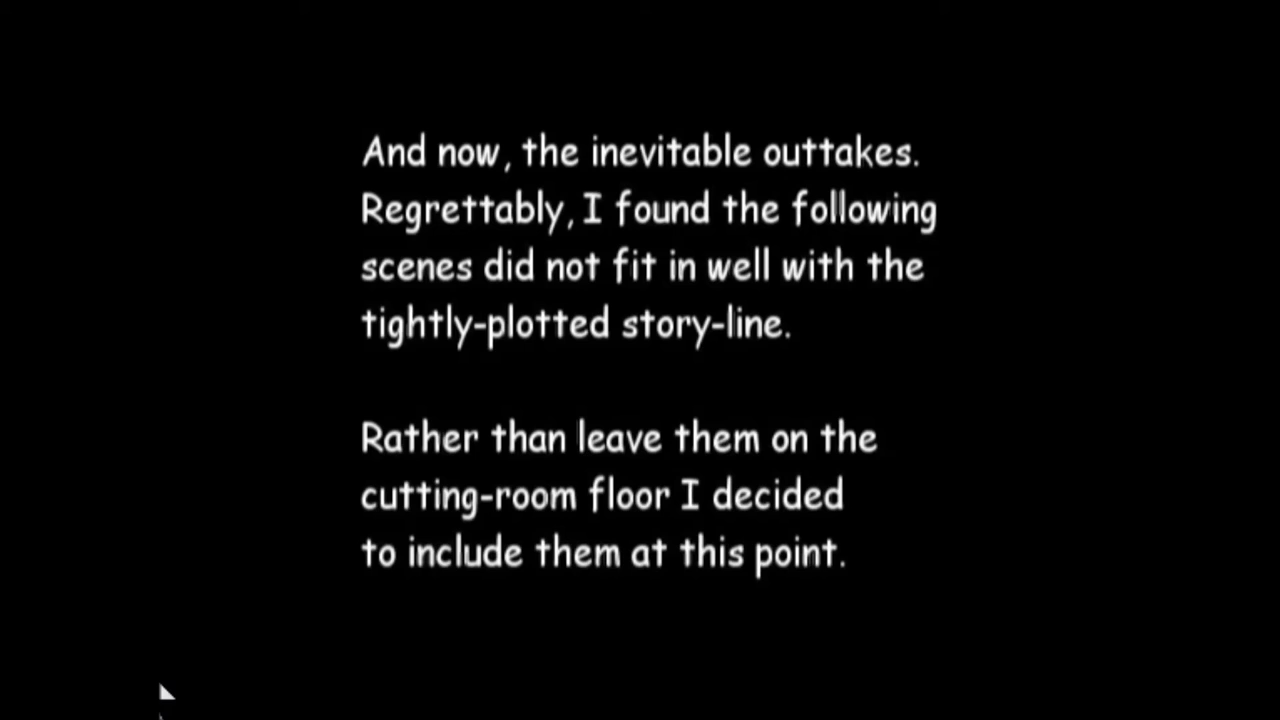 And now, the inevitable outtakes.
Regrettably, I found the following
scenes did not fit in well with the
tightly-plotted story-line.
Rather than leave them on the
cutting-room floor I decided
to include them at this point.